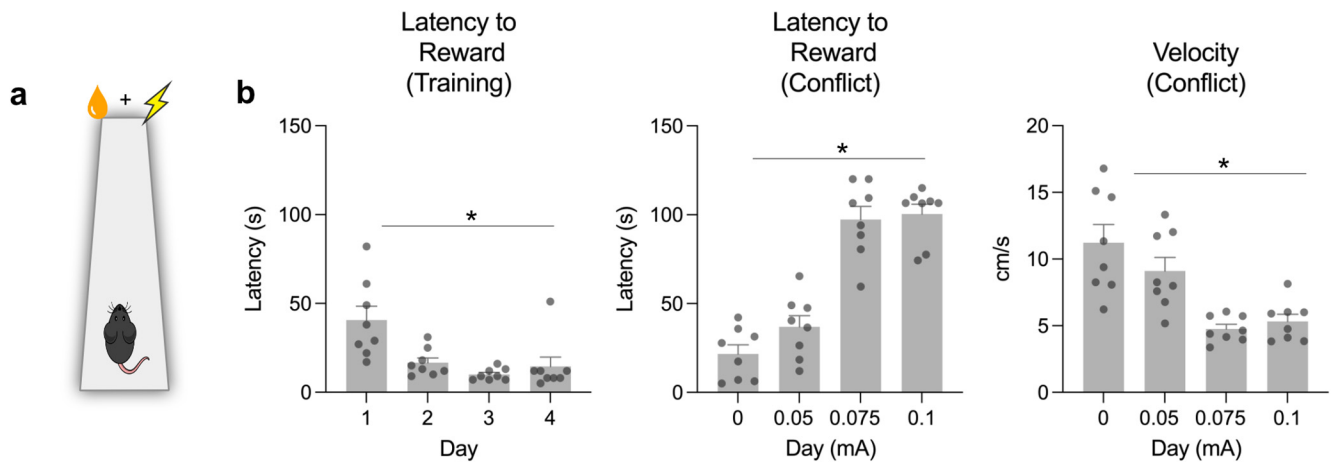 a
+
b
Latency to
Reward
(Training)
Latency (s)
150
100
50
0
*
1 2 3 4
Day
Latency to
Reward
(Conflict)
Latency (s)
150
100
50
0
*
0 0.05 0.075 0.1
Day (mA)
Velocity
(Conflict)
cm/s
20
15
10
5
0
*
0 0.05 0.075 0.1
Day (mA)